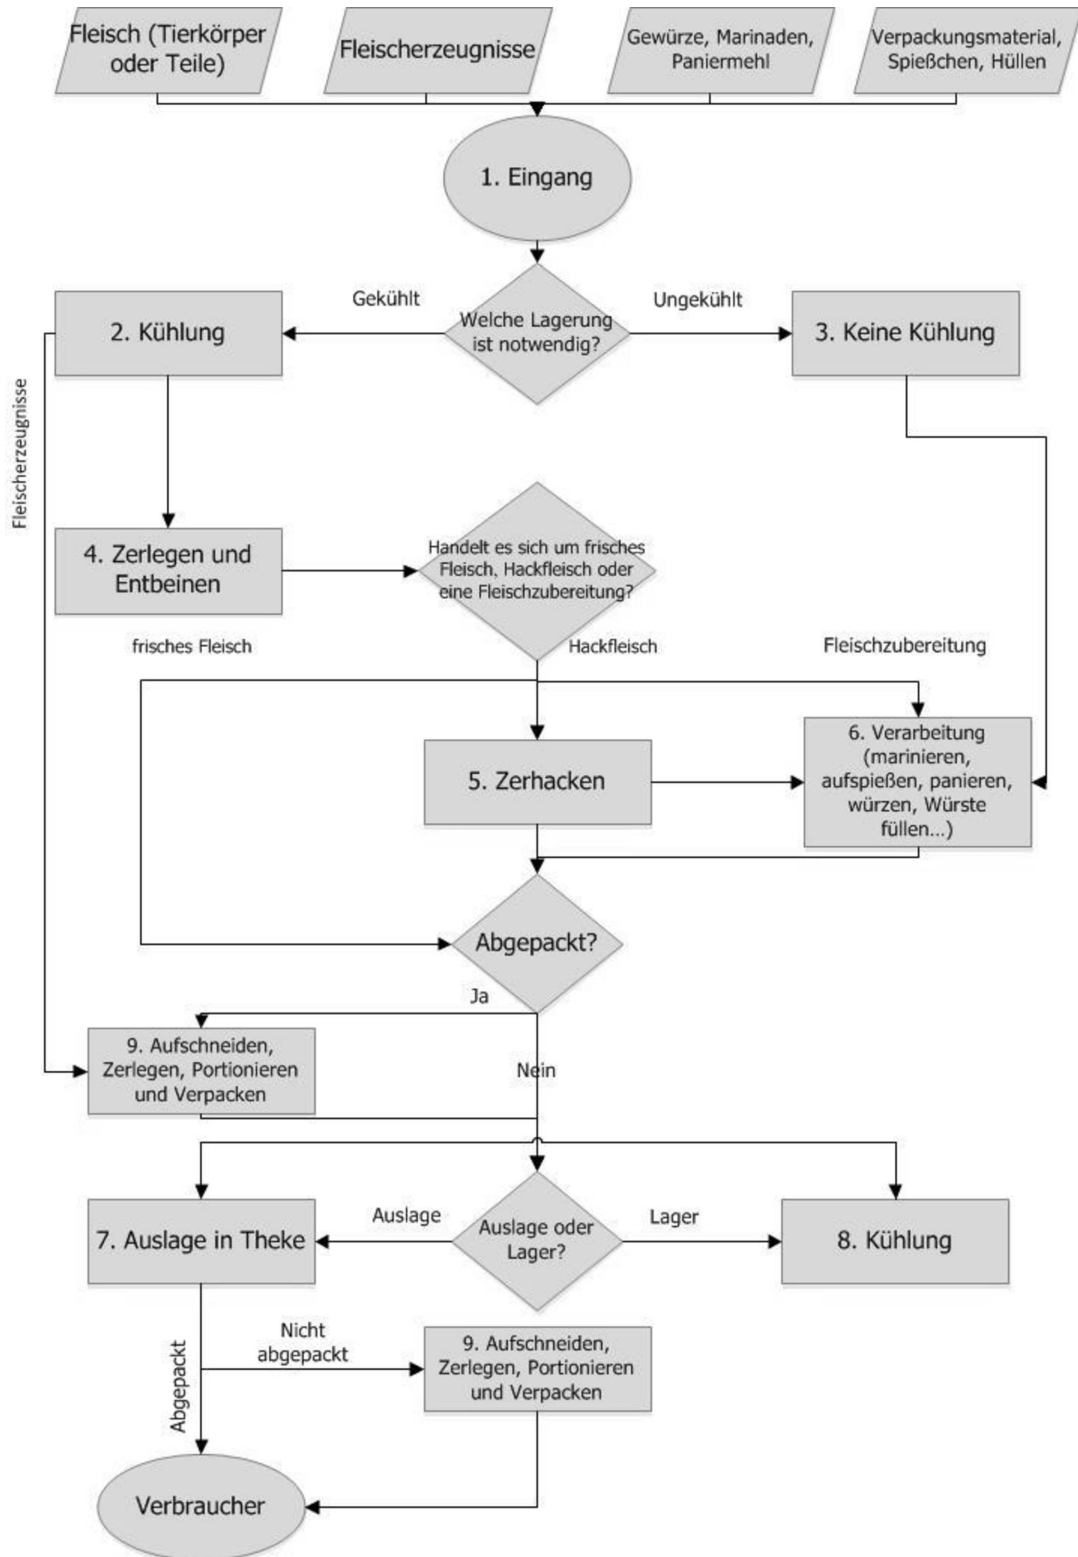 Fleisch (Tierkörper
oder Teile)
Fleischerzeugnisse
Gewürze, Marinaden,
Paniermehl
Verpackungsmaterial,
Spießchen, Hüllen
1. Eingang
Gekühlt
Ungekühlt
Welche Lagerung
ist notwendig?
2. Kühlung
3. Keine Kühlung
Fleischerzeugnisse
4. Zerlegen und
Entbeinen
Handelt es sich um frisches
Fleisch, Hackfleisch oder
eine Fleischzubereitung?
frisches Fleisch
Hackfleisch
Fleischzubereitung
5. Zerhacken
6. Verarbeitung
(marinieren,
aufspießen, panieren,
würzen, Würste
füllen...)
Abgepackt?
Ja
Nein
9. Aufschneiden,
Zerlegen, Portionieren
und Verpacken
Auslage
Lager
7. Auslage in Theke
Auslage oder
Lager?
8. Kühlung
Abgepackt
Nicht
abgepackt
9. Aufschneiden,
Zerlegen, Portionieren
und Verpacken
Verbraucher